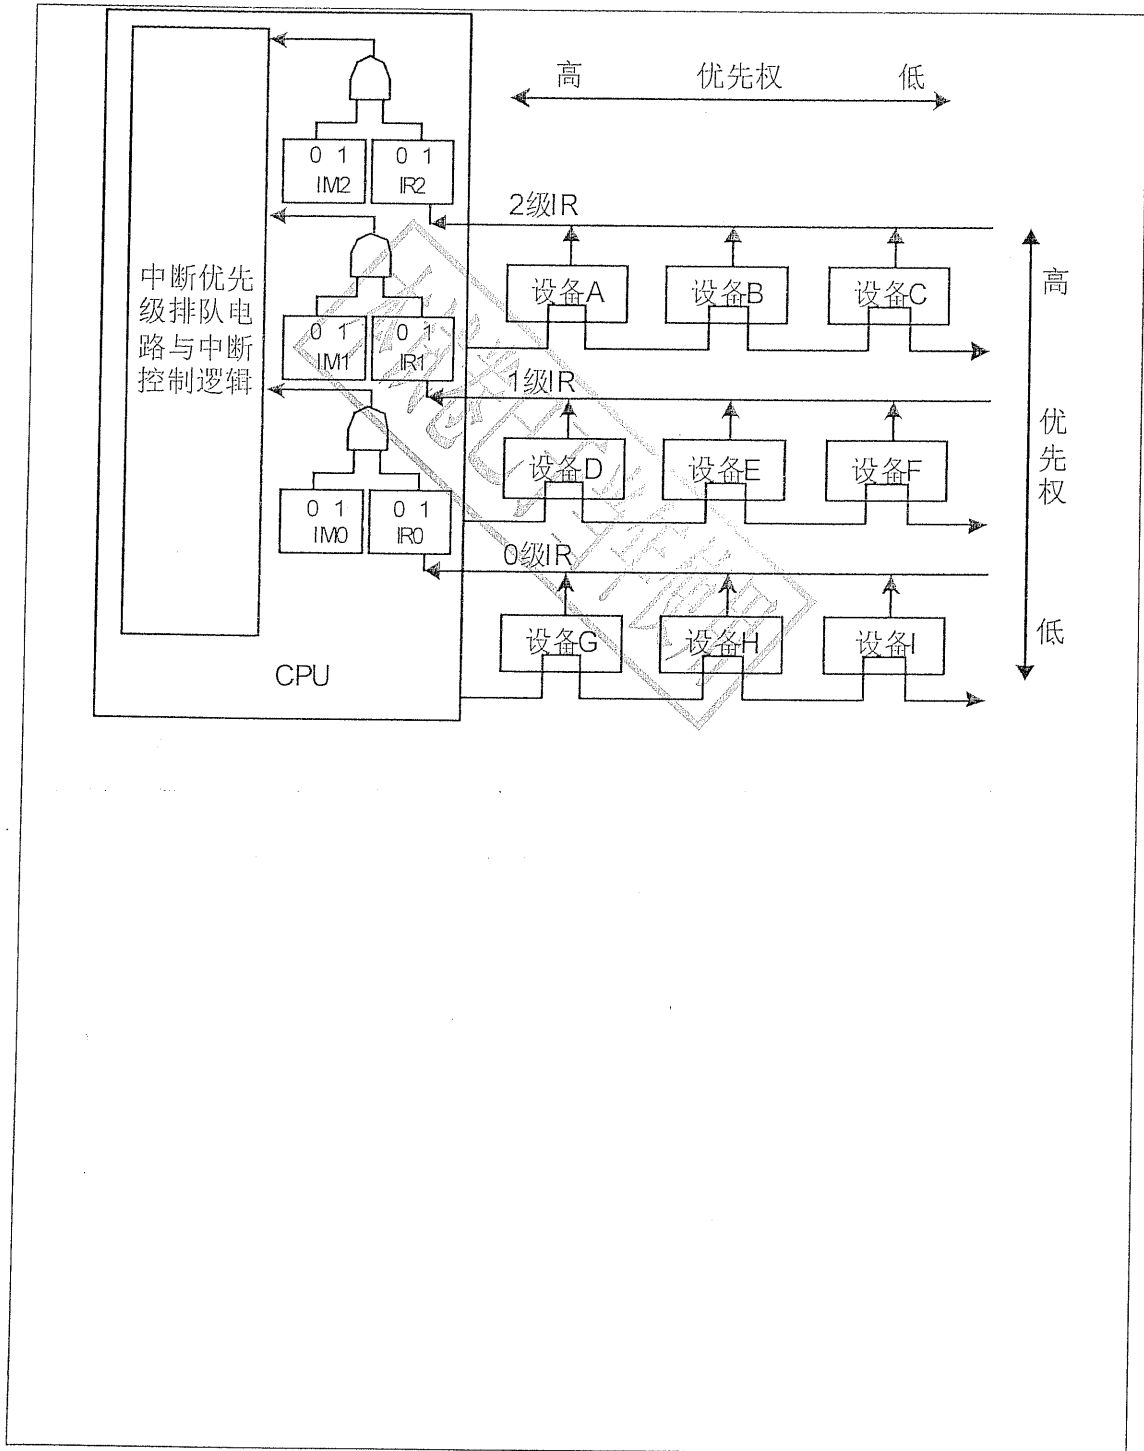 高 优先权 低
0 1 0 1
IM2 IR2
2级IR
设备A 设备B 设备C
高
中断优先
级排队电
路与中断
控制逻辑
0 1 0 1
IM1 IR1
1级IR
设备D 设备E 设备F
优
先
权
0 1 0 1
IM0 IR0
0级IR
设备G 设备H 设备I
低
CPU